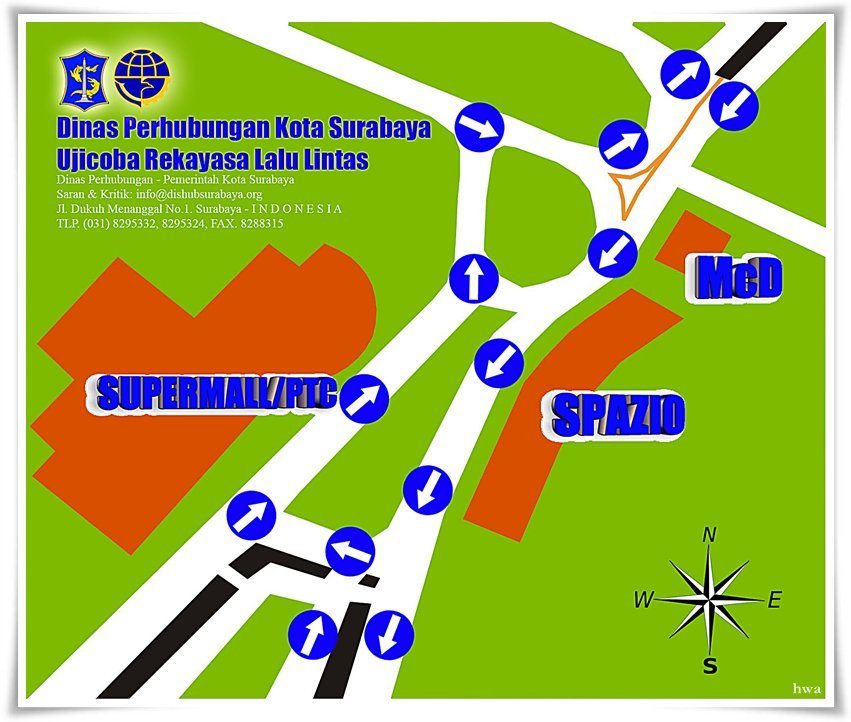 Dinas Perhubungan Kota Surabaya
Ujicoba Rekayasa Lalu Lintas
Dinas Perhubungan - Pemerintah Kota Surabaya
Saran & Kritik: info@dishubsurabaya.org
Jl. Dukuh Menanggal No.1. Surabaya - I N D O N E S I A
TLP. (031) 8295332, 8295324, FAX. 8288315
McD
SUPERMALL/PTC
SPAZIO
N
W E
S
hwa